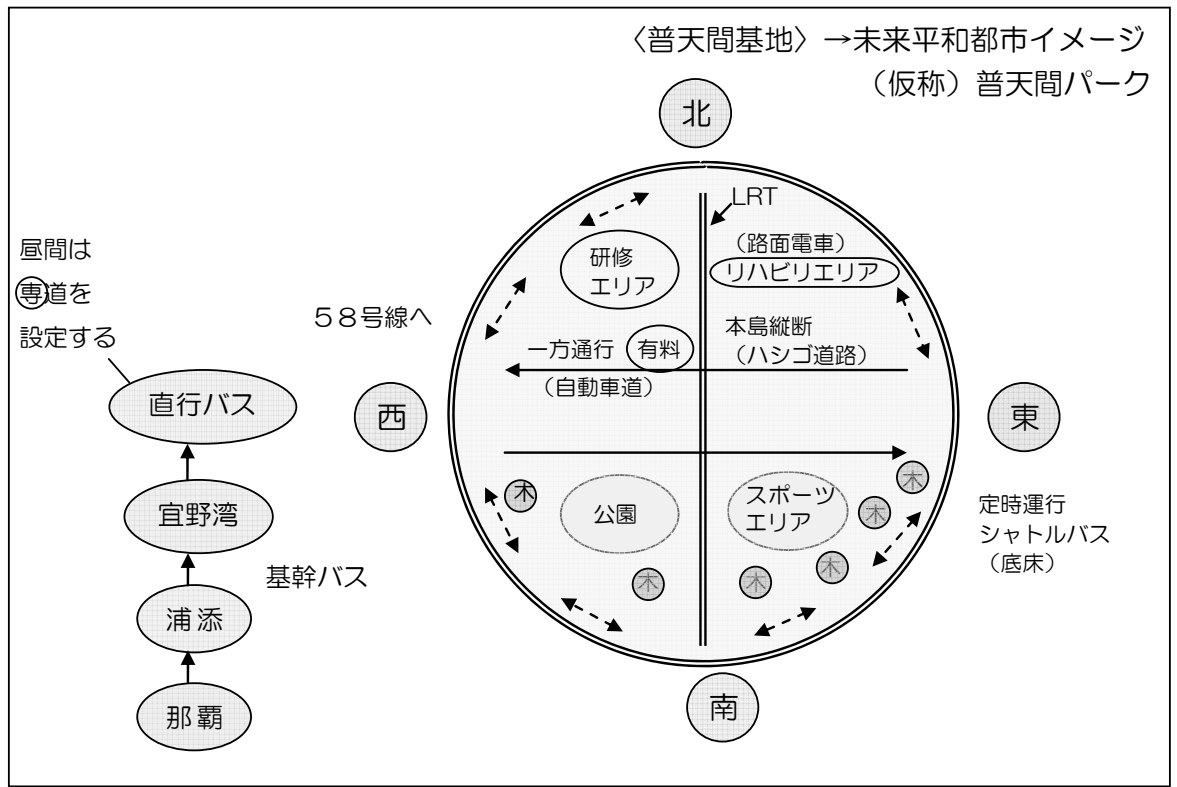 〈普天間基地〉→未来平和都市イメージ
（仮称）普天間パーク
北
LRT
（路面電車）
リハビリエリア
研修
エリア
昼間は
専道を
設定する
５８号線へ
一方通行
有料
（自動車道）
本島縦断
（ハシゴ道路）
直行バス
西
東
宜野湾
基幹バス
浦添
那覇
木
公園
スポーツ
エリア
木
木
木
木
木
定時運行
シャトルバス
（底床）
南